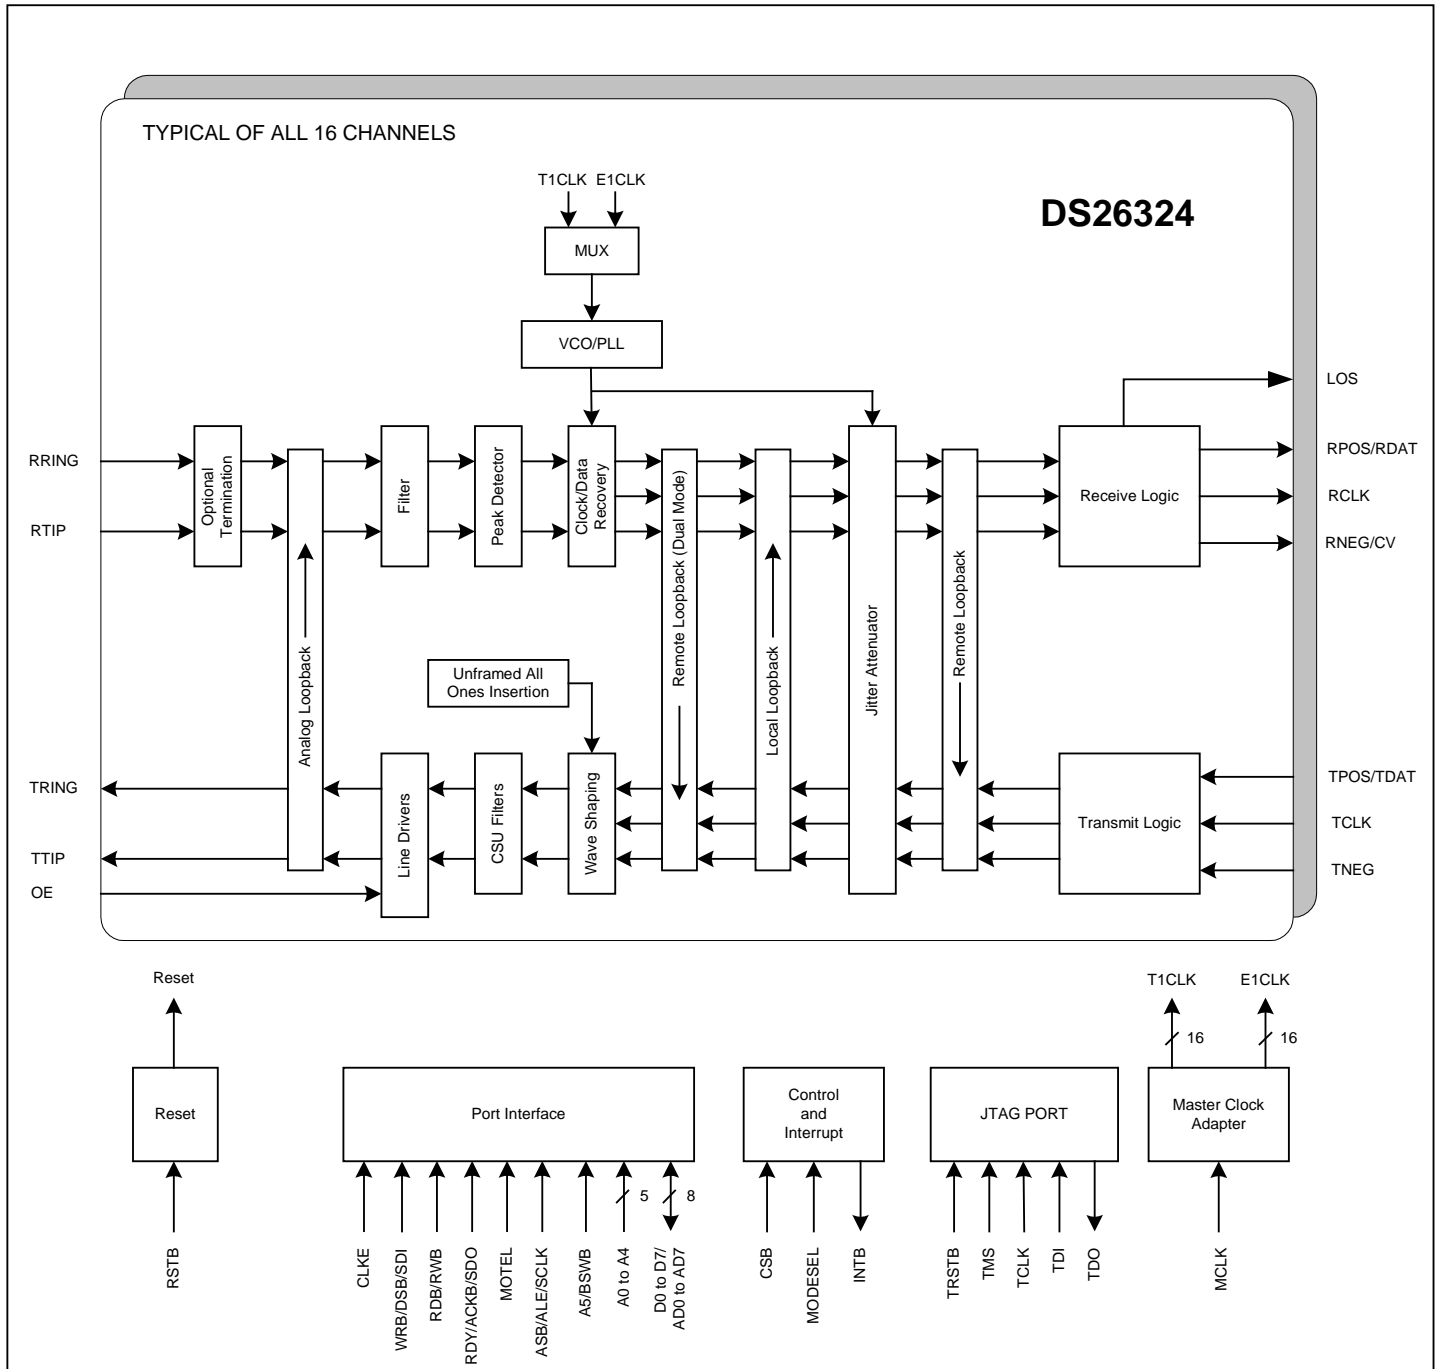 TYPICAL OF ALL 16 CHANNELS
T1CLK
E1CLK
DS26324
MUX
VCO/PLL
LOS
RRING
RTIP
Optional
Termination
Analog Loopback
Filter
Peak Detector
Clock/Data
Recovery
Remote Loopback (Dual Mode)
Local Loopback
Jitter Attenuator
Remote Loopback
Receive Logic
RPOS/RDAT
RCLK
RNEG/CV
Unframed All
Ones Insertion
TRING
TTIP
OE
Line Drivers
CSU Filters
Wave Shaping
Transmit Logic
TPOS/TDAT
TCLK
TNEG
Reset
T1CLK
E1CLK
16
16
Reset
Port Interface
Control
and
Interrupt
JTAG PORT
Master Clock
Adapter
5
8
RSTB
CLKE
WRB/DSB/SDI
RDB/RWB
RDY/ACKB/SDO
MOTEL
ASB/ALE/SCLK
A5/BSWB
A0 to A4
D0 to D7/
AD0 to AD7
CSB
MODESEL
INTB
TRSTB
TMS
TCLK
TDI
TDO
MCLK